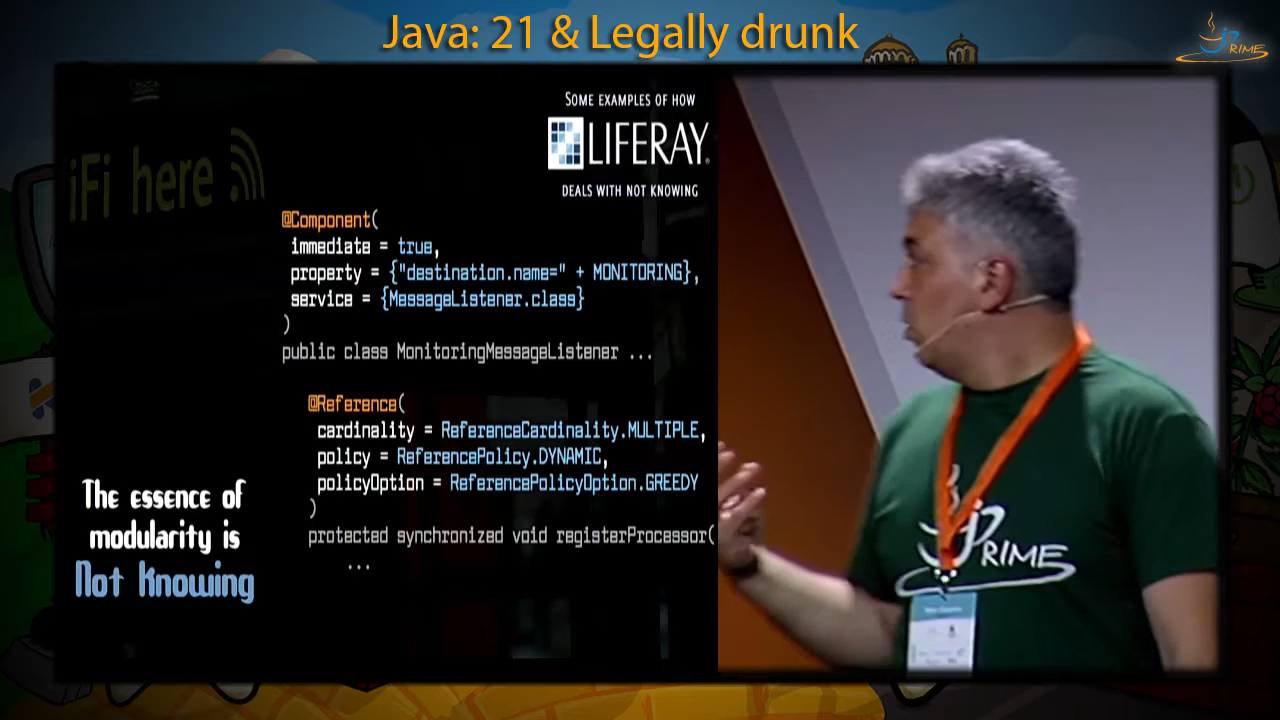 Java: 21 & Legally drunk
JPRIME
iFi here
SOME EXAMPLES OF HOW
LIFERAY.
DEALS WITH NOT KNOWING
@Component(
immediate = true,
property = {"destination.name=" + MONITORING},
service = {MessageListener.class}
)
public class MonitoringMessageListener ...
@Reference(
cardinality = ReferenceCardinality.MULTIPLE,
policy = ReferencePolicy.DYNAMIC,
policyOption = ReferencePolicyOption.GREEDY
)
protected synchronized void registerProcessor(
...
The essence of
modularity is
Not Knowing
JPRIME